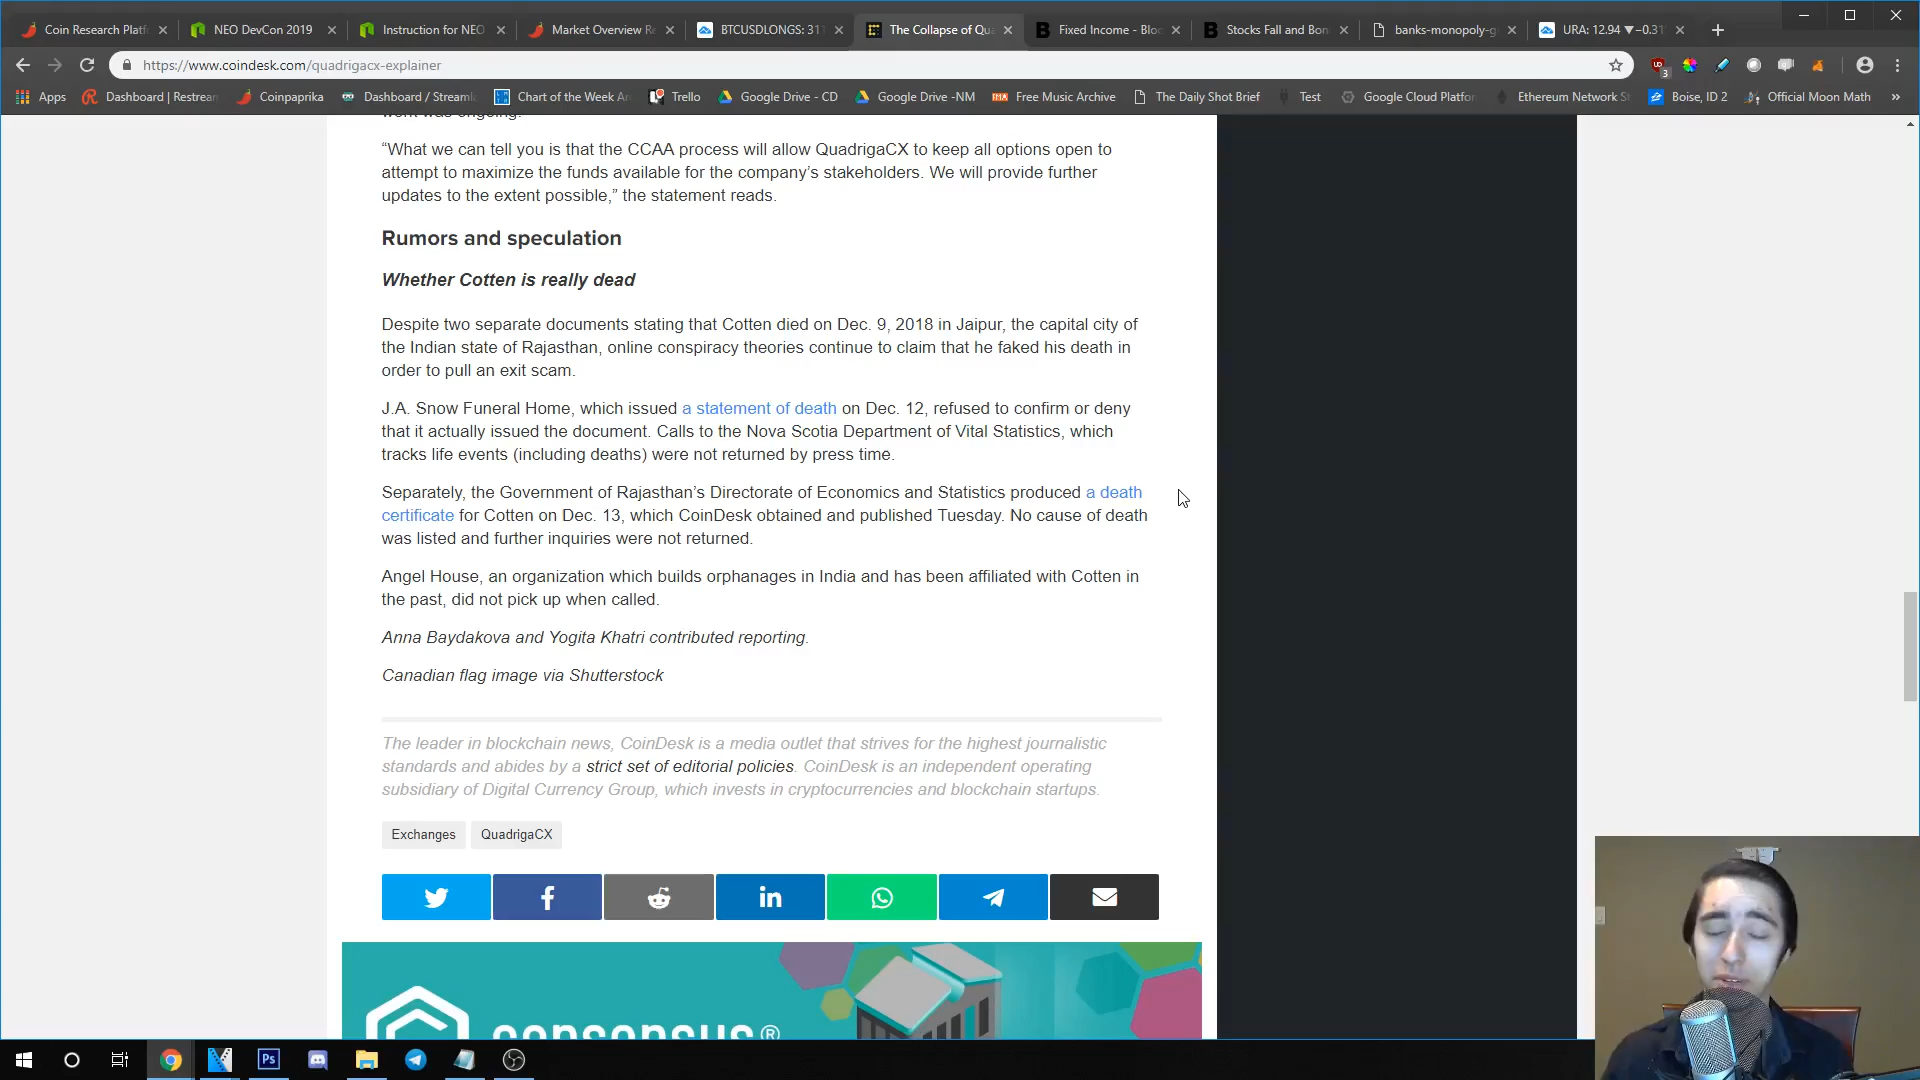 Coin Research Platf
NEO DevCon 2019
Instruction for NEO
Market Overview Re
BTCUSDLONGS: 311
The Collapse of Qua
Fixed Income - Bloo
Stocks Fall and Bon
banks-monopoly-g
URA: 12.94 ▼−0.31
https://www.coindesk.com/quadrigacx-explainer
3
Apps
Dashboard | Restrear
Coinpaprika
Dashboard / Streaml
Chart of the Week Ar
Trello
Google Drive - CD
Google Drive -NM
Free Music Archive
The Daily Shot Brief
Test
Google Cloud Platfor
Ethereum Network St
Boise, ID 2
Official Moon Math
»
went was ongoing.
“What we can tell you is that the CCAA process will allow QuadrigaCX to keep all options open to
attempt to maximize the funds available for the company’s stakeholders. We will provide further
updates to the extent possible,” the statement reads.
Rumors and speculation
Whether Cotten is really dead
Despite two separate documents stating that Cotten died on Dec. 9, 2018 in Jaipur, the capital city of
the Indian state of Rajasthan, online conspiracy theories continue to claim that he faked his death in
order to pull an exit scam.
J.A. Snow Funeral Home, which issued a statement of death on Dec. 12, refused to confirm or deny
that it actually issued the document. Calls to the Nova Scotia Department of Vital Statistics, which
tracks life events (including deaths) were not returned by press time.
Separately, the Government of Rajasthan’s Directorate of Economics and Statistics produced a death
certificate for Cotten on Dec. 13, which CoinDesk obtained and published Tuesday. No cause of death
was listed and further inquiries were not returned.
Angel House, an organization which builds orphanages in India and has been affiliated with Cotten in
the past, did not pick up when called.
Anna Baydakova and Yogita Khatri contributed reporting.
Canadian flag image via Shutterstock
The leader in blockchain news, CoinDesk is a media outlet that strives for the highest journalistic
standards and abides by a strict set of editorial policies. CoinDesk is an independent operating
subsidiary of Digital Currency Group, which invests in cryptocurrencies and blockchain startups.
Exchanges
QuadrigaCX
consensus®
Ps